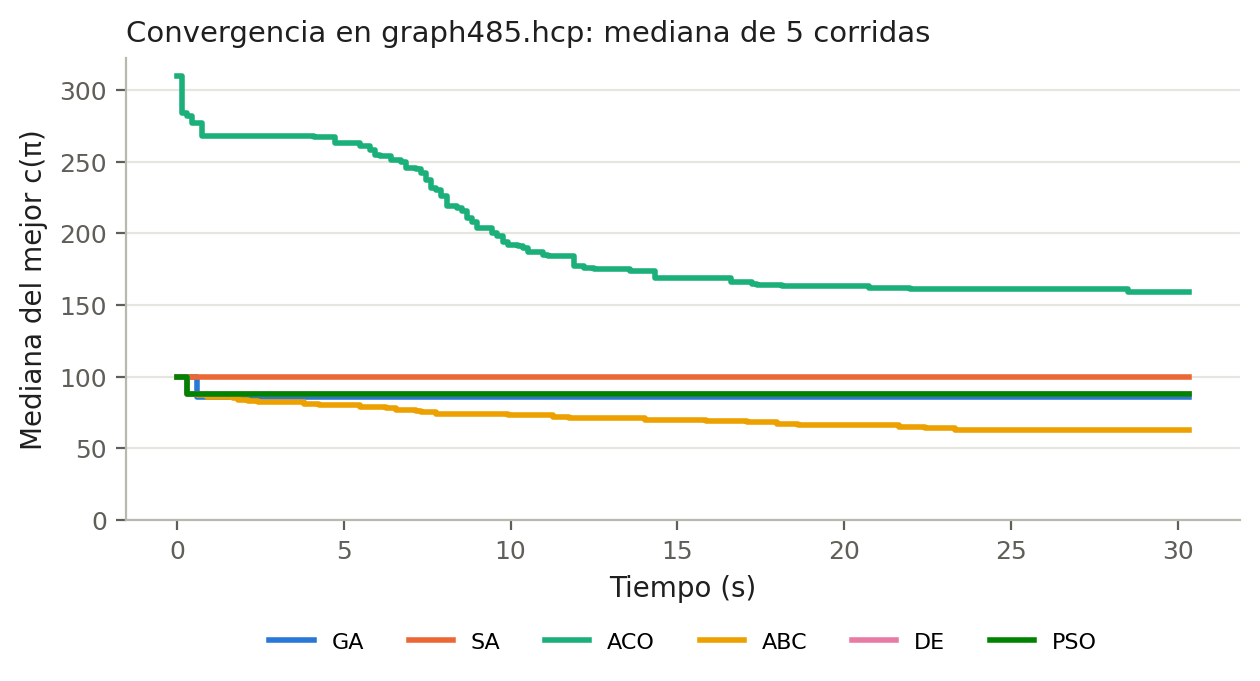 Convergencia en graph485.hcp: mediana de 5 corridas
Mediana del mejor c(π)
300
250
200
150
100
50
0
0 5 10 15 20 25 30
Tiempo (s)
GA SA ACO ABC DE PSO